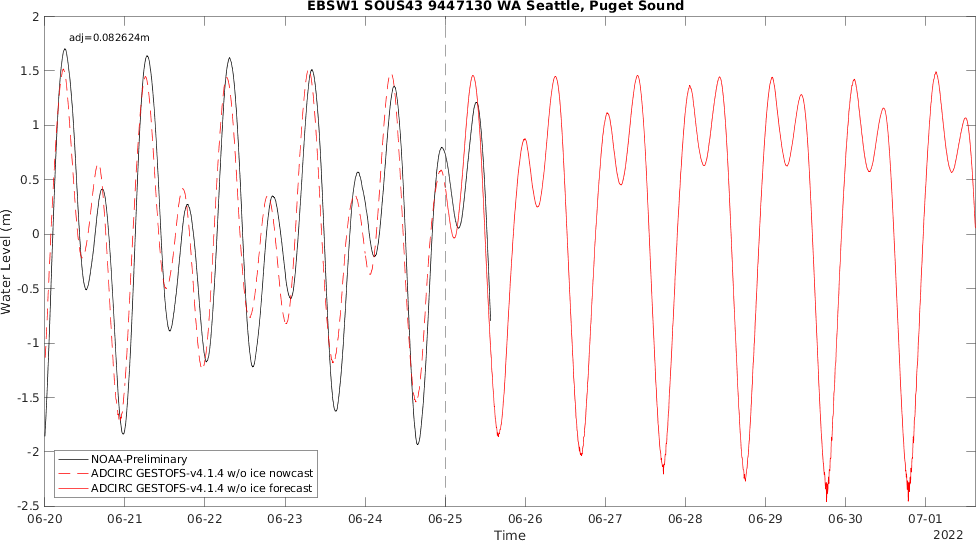 EBSW1 SOUS43 9447130 WA Seattle, Puget Sound
adj=0.082624m
2
1.5
1
0.5
0
-0.5
-1
-1.5
-2
-2.5
Water Level (m)
NOAA-Preliminary
ADCIRC GESTOFS-v4.1.4 w/o ice nowcast
ADCIRC GESTOFS-v4.1.4 w/o ice forecast
06-20 06-21 06-22 06-23 06-24 06-25 06-26 06-27 06-28 06-29 06-30 07-01
Time
2022